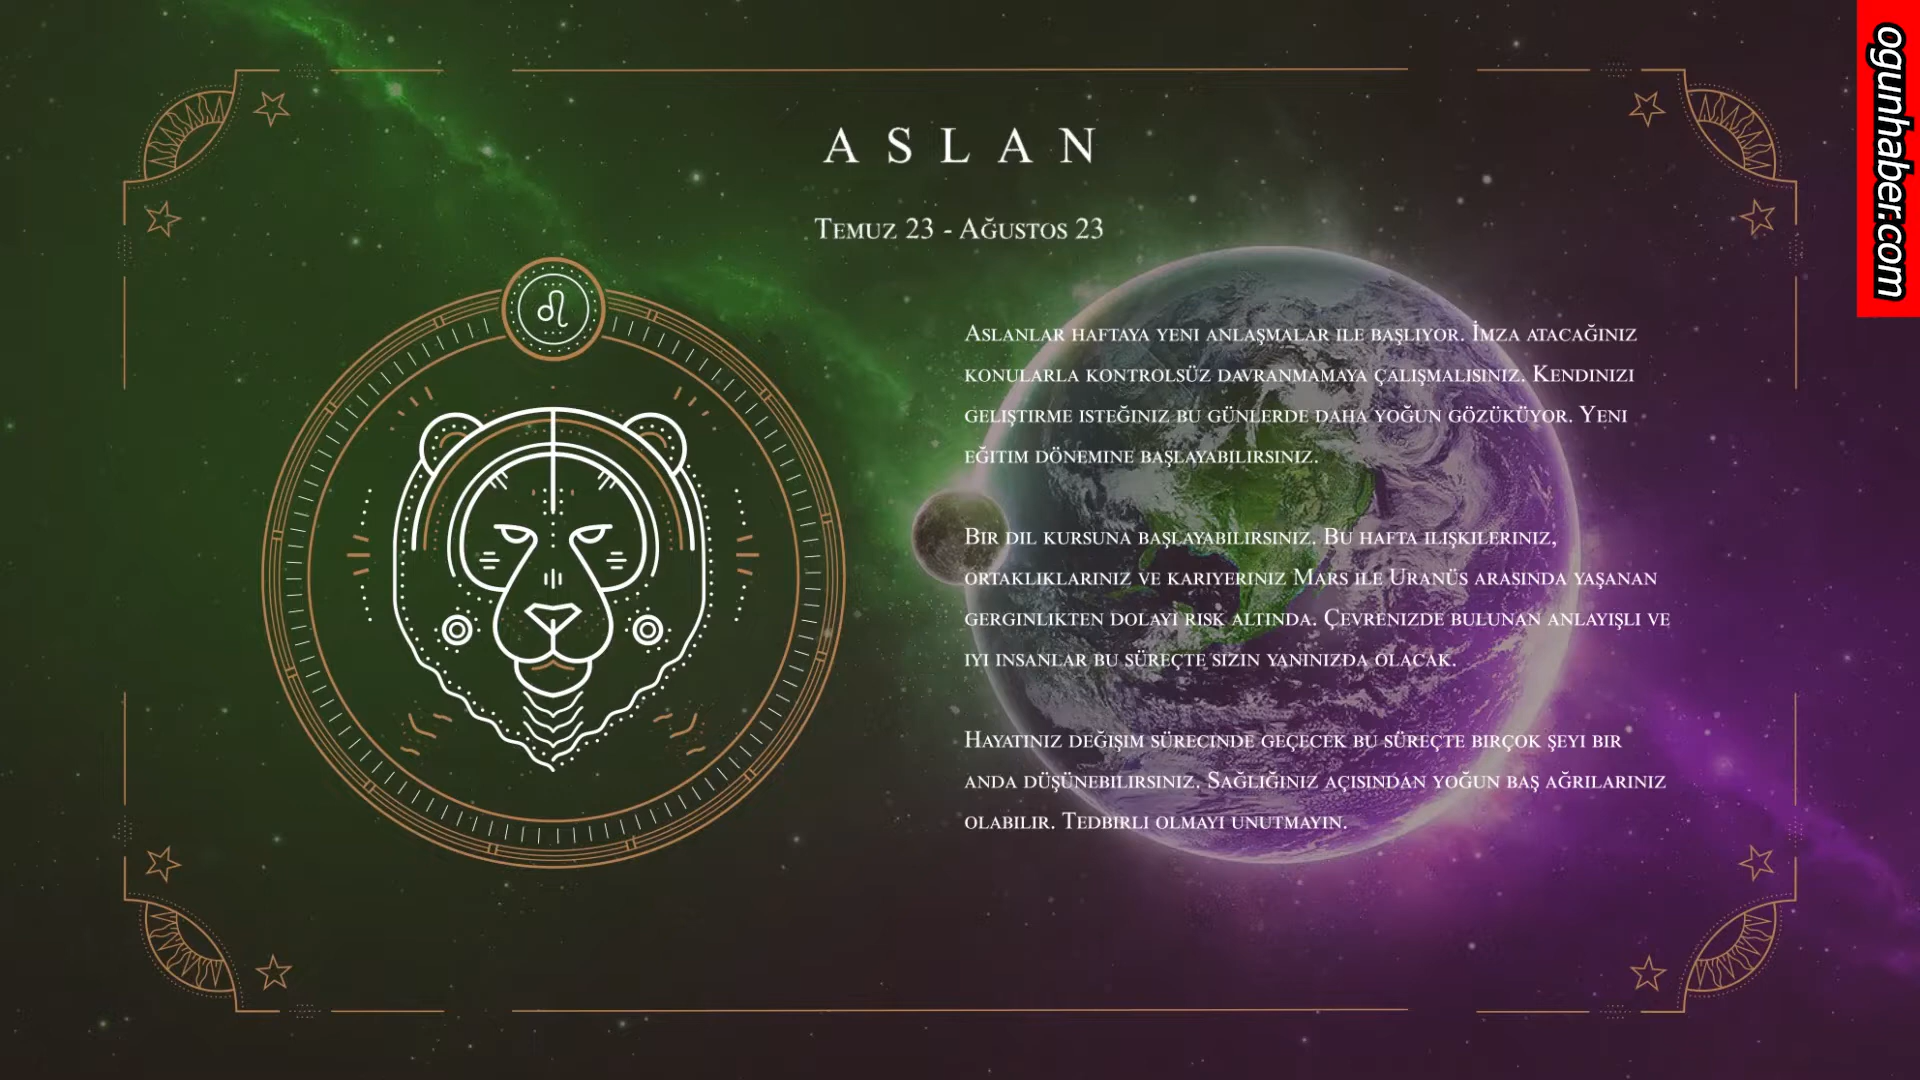 ASLAN
Temuz 23 - Ağustos 23
Aslanlar haftaya yeni anlaşmalar ile başlıyor. İmza atacağınız
konularla kontrolsüz davranmamaya çalışmalısınız. Kendinizi
geliştirme isteğiniz bu günlerde daha yoğun gözüküyor. Yeni
eğitim dönemine başlayabilirsiniz.
Bir dil kursuna başlayabilirsiniz. Bu hafta ilişkileriniz,
ortaklıklarınız ve kariyeriniz Mars ile Uranüs arasında yaşanan
gerginlikten dolayı risk altında. Çevrenizde bulunan anlayışlı ve
iyi insanlar bu süreçte sizin yanınızda olacak.
Hayatınız değişim sürecinde geçecek bu süreçte birçok şeyi bir
anda düşünebilirsiniz. Sağlığınız açısından yoğun baş ağrılarınız
olabilir. Tedbirli olmayı unutmayın.
ogunhaber.com